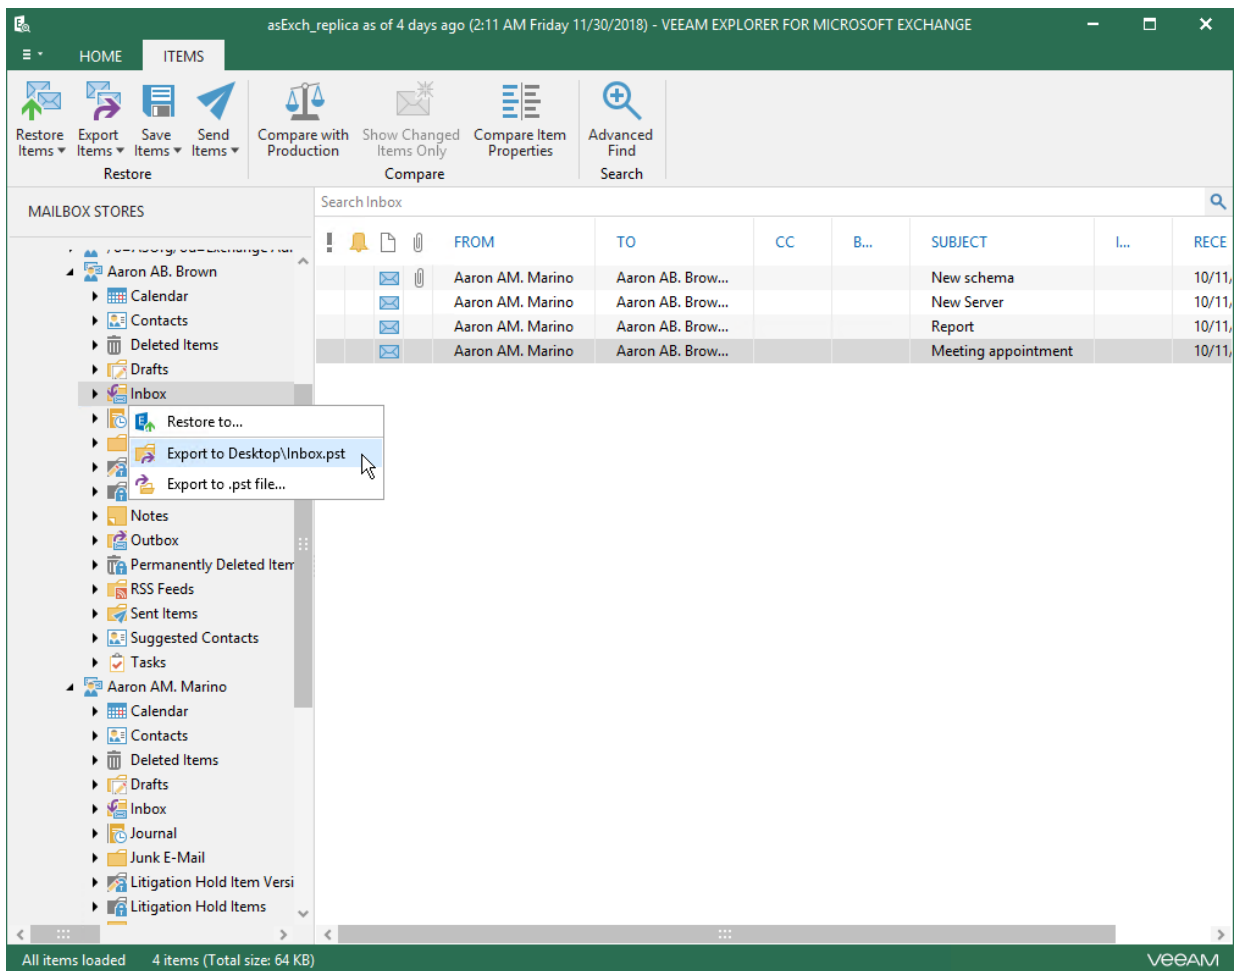 asExch_replica as of 4 days ago (2:11 AM Friday 11/30/2018) - VEEAM EXPLORER FOR MICROSOFT EXCHANGE
HOME ITEMS
Restore Items
Export Items
Save Items
Send Items
Restore
Compare with Production
Show Changed Items Only
Compare Item Properties
Compare
Advanced Find
Search
MAILBOX STORES
Aaron AB. Brown
Calendar
Contacts
Deleted Items
Drafts
Inbox
Restore to...
Export to Desktop\Inbox.pst
Export to .pst file...
Notes
Outbox
Permanently Deleted Item
RSS Feeds
Sent Items
Suggested Contacts
Tasks
Aaron AM. Marino
Calendar
Contacts
Deleted Items
Drafts
Inbox
Journal
Junk E-Mail
Litigation Hold Item Versi
Litigation Hold Items
Search Inbox
FROM TO CC B... SUBJECT I... RECE
Aaron AM. Marino Aaron AB. Brow... New schema 10/11/
Aaron AM. Marino Aaron AB. Brow... New Server 10/11/
Aaron AM. Marino Aaron AB. Brow... Report 10/11/
Aaron AM. Marino Aaron AB. Brow... Meeting appointment 10/11/
All items loaded 4 items (Total size: 64 KB) veeAM